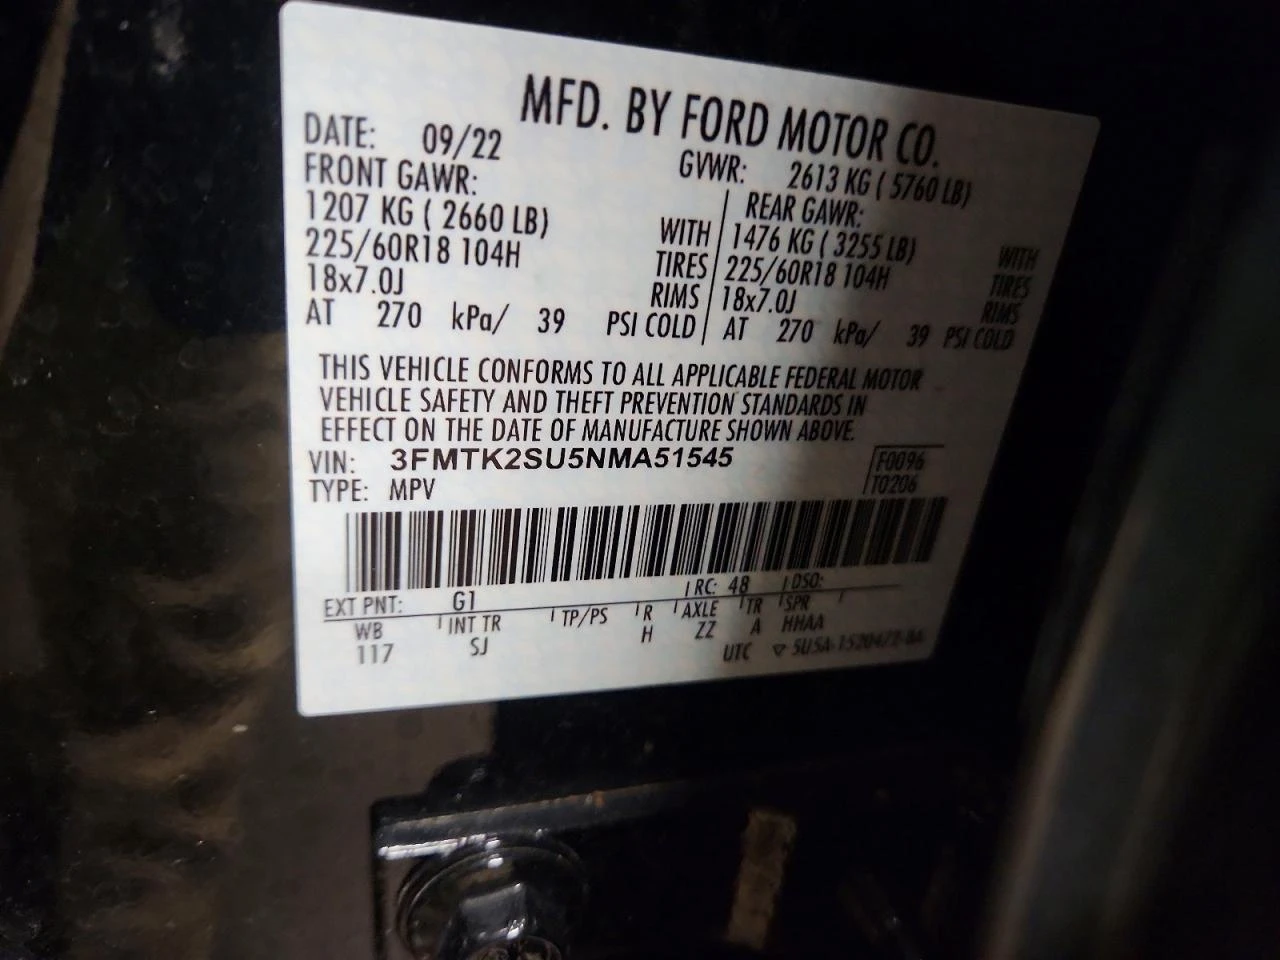 MFD. BY FORD MOTOR CO.
DATE: 09/22 GVWR: 2613 KG ( 5760 LB)
FRONT GAWR: REAR GAWR:
1207 KG ( 2660 LB) WITH 1476 KG ( 3255 LB) WITH
225/60R18 104H TIRES 225/60R18 104H TIRES
18x7.0J RIMS 18x7.0J RIMS
AT 270 kPa/ 39 PSI COLD AT 270 kPa/ 39 PSI COLD
THIS VEHICLE CONFORMS TO ALL APPLICABLE FEDERAL MOTOR
VEHICLE SAFETY AND THEFT PREVENTION STANDARDS IN
EFFECT ON THE DATE OF MANUFACTURE SHOWN ABOVE.
VIN: 3FMTK2SU5NMA51545 F0096
TYPE: MPV T0206
EXT PNT: G1 RC: 48 DSO:
WB INT TR TP/PS R AXLE TR SPR
117 SJ H ZZ A HHAA
UTC